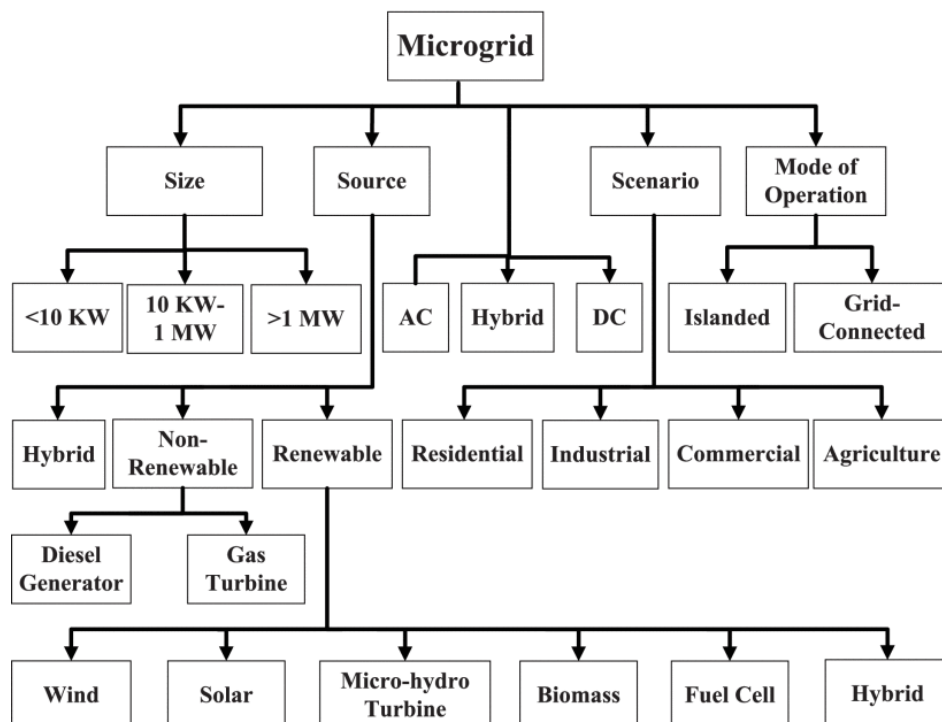 Microgrid
Size
Source
Scenario
Mode of
Operation
<10 KW
10 KW-
1 MW
>1 MW
AC
Hybrid
DC
Islanded
Grid-
Connected
Hybrid
Non-
Renewable
Renewable
Residential
Industrial
Commercial
Agriculture
Diesel
Generator
Gas
Turbine
Wind
Solar
Micro-hydro
Turbine
Biomass
Fuel Cell
Hybrid